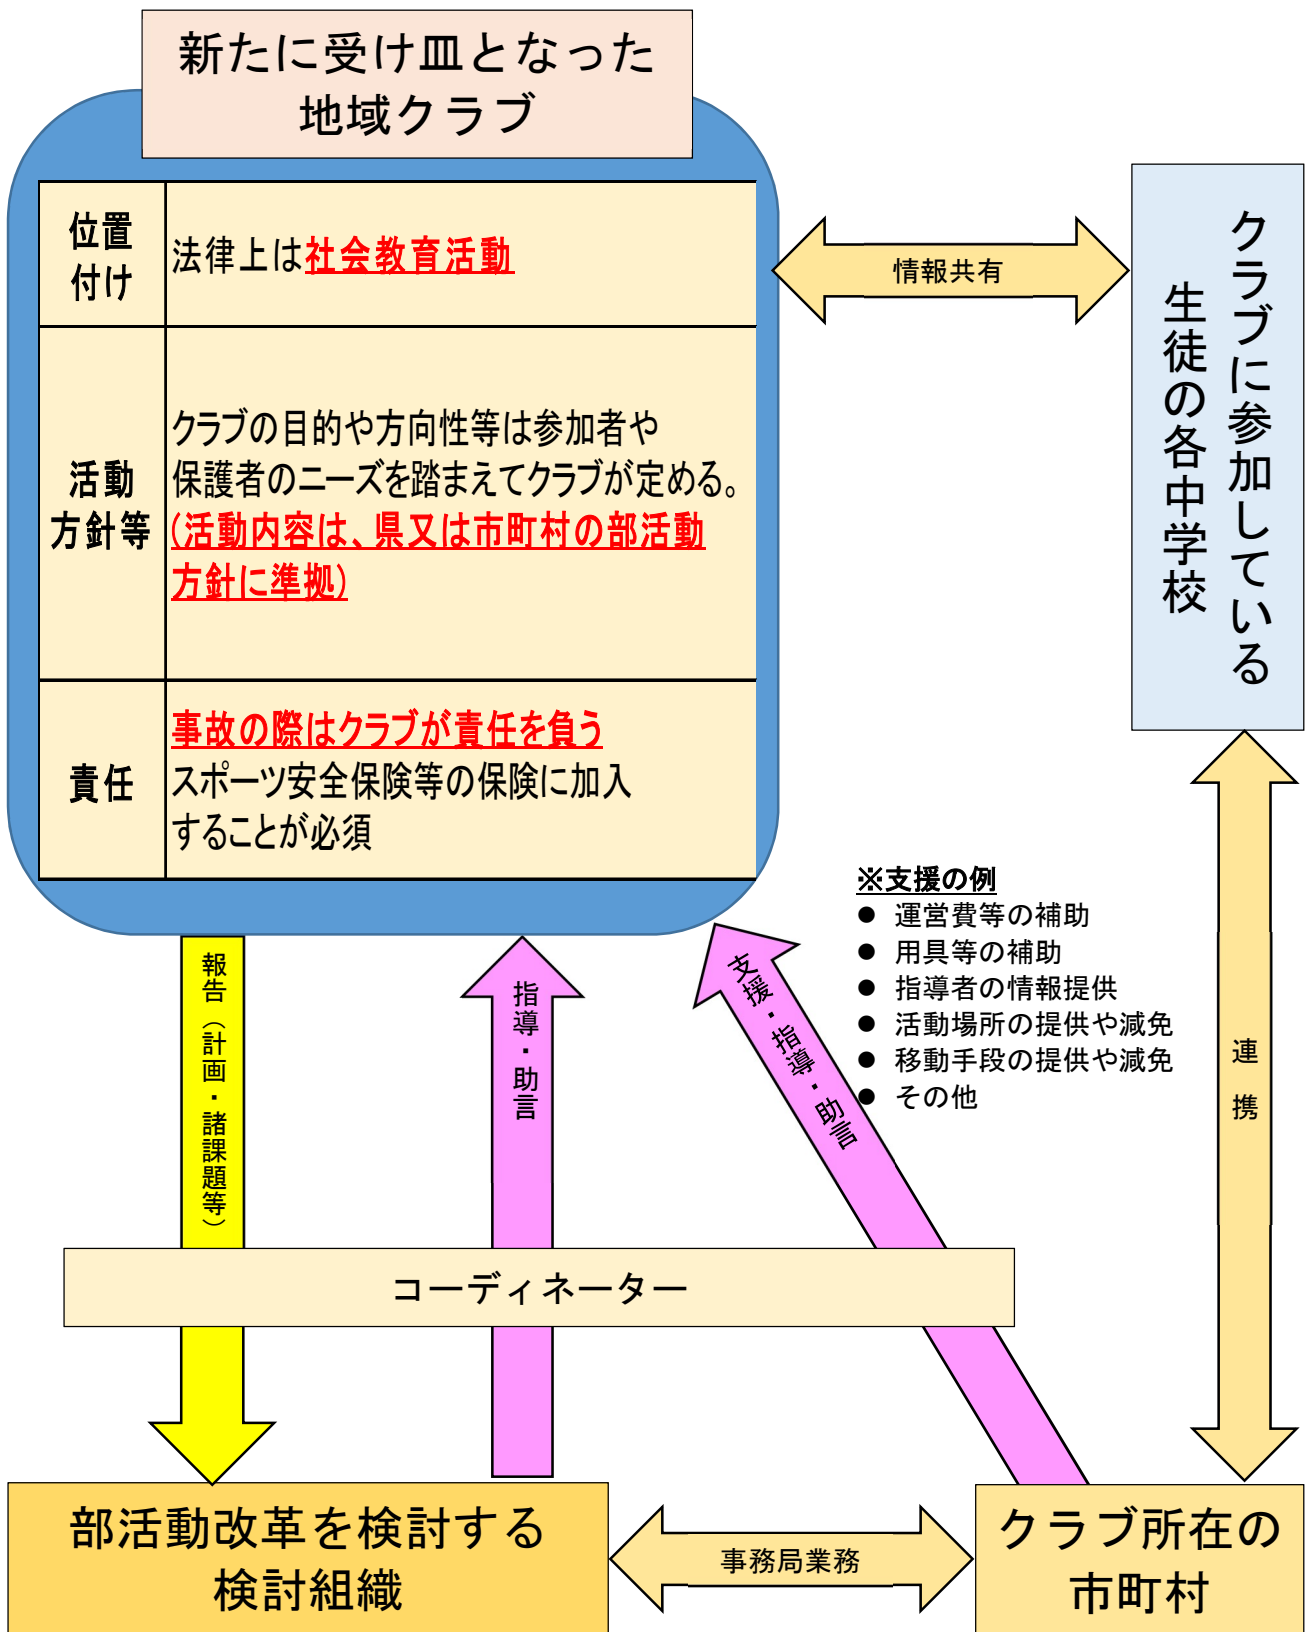 新たに受け皿となった
地域クラブ
位置
付け
法律上は社会教育活動
活動
方針等
クラブの目的や方向性等は参加者や
保護者のニーズを踏まえてクラブが定める。
(活動内容は、県又は市町村の部活動
方針に準拠)
責任
事故の際はクラブが責任を負う
スポーツ安全保険等の保険に加入
することが必須
情報共有
クラブに参加している
生徒の各中学校
※支援の例
● 運営費等の補助
● 用具等の補助
● 指導者の情報提供
● 活動場所の提供や減免
● 移動手段の提供や減免
● その他
報告（計画・諸課題等）
指導・助言
支援・指導・助言
連携
コーディネーター
部活動改革を検討する
検討組織
事務局業務
クラブ所在の
市町村